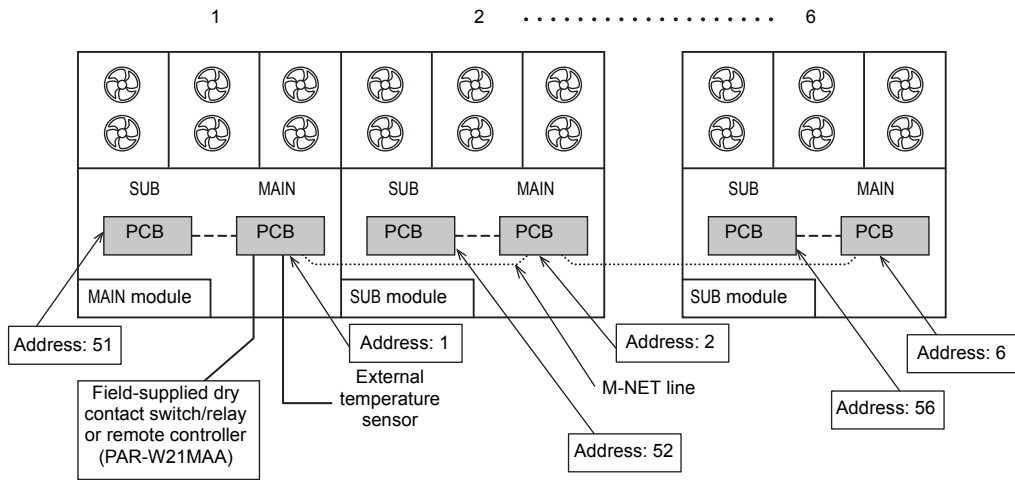 1 2 . . . . . . . . . . . . 6
SUB MAIN SUB MAIN SUB MAIN
PCB PCB PCB PCB PCB PCB
MAIN module SUB module SUB module
Address: 51
Address: 1
Address: 2
Address: 6
Field-supplied dry
contact switch/relay
or remote controller
(PAR-W21MAA)
External
temperature
sensor
M-NET line
Address: 52
Address: 56